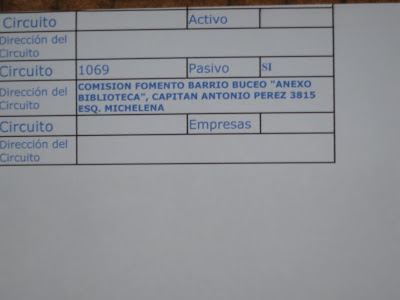 Circuito Activo
Dirección del
Circuito
Circuito 1069 Pasivo SI
Dirección del
Circuito
COMISION FOMENTO BARRIO BUCEO "ANEXO
BIBLIOTECA", CAPITAN ANTONIO PEREZ 3815
ESQ. MICHELENA
Circuito Empresas
Dirección del
Circuito